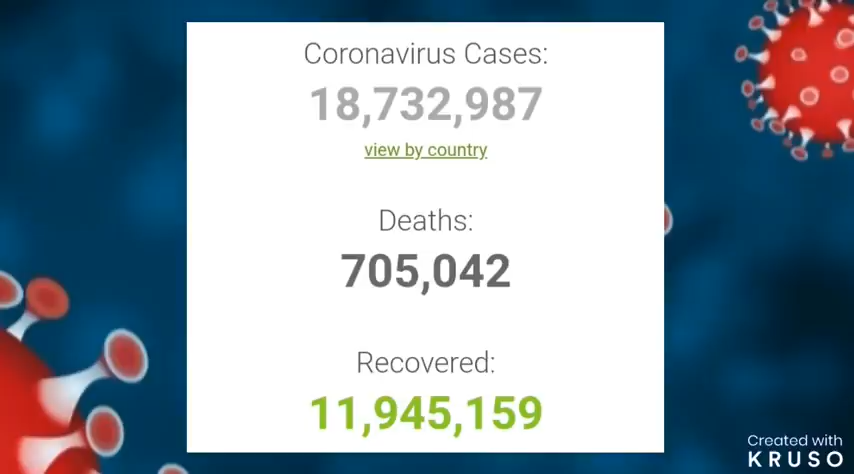 Coronavirus Cases:
18,732,987
view by country
Deaths:
705,042
Recovered:
11,945,159
Created with
KRUSO